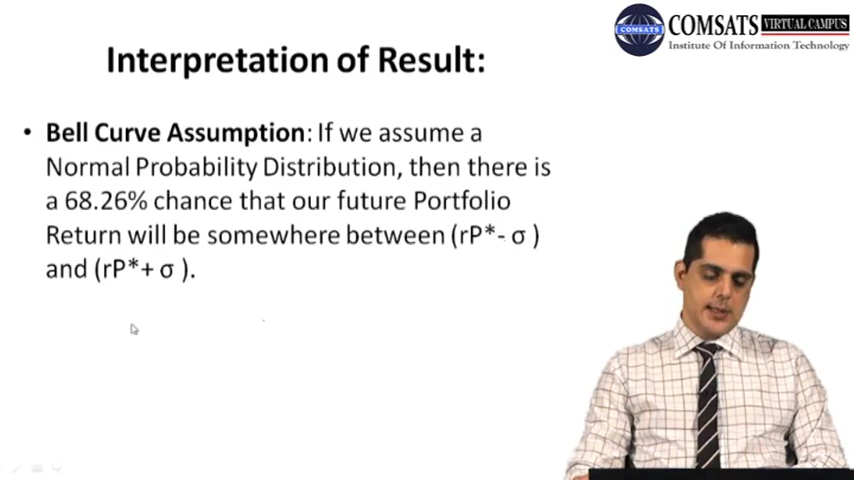 COMSATS VIRTUAL CAMPUS
Institute Of Information Technology
COMSATS
Interpretation of Result:
• Bell Curve Assumption: If we assume a
Normal Probability Distribution, then there is
a 68.26% chance that our future Portfolio
Return will be somewhere between (rP*- σ )
and (rP*+ σ ).